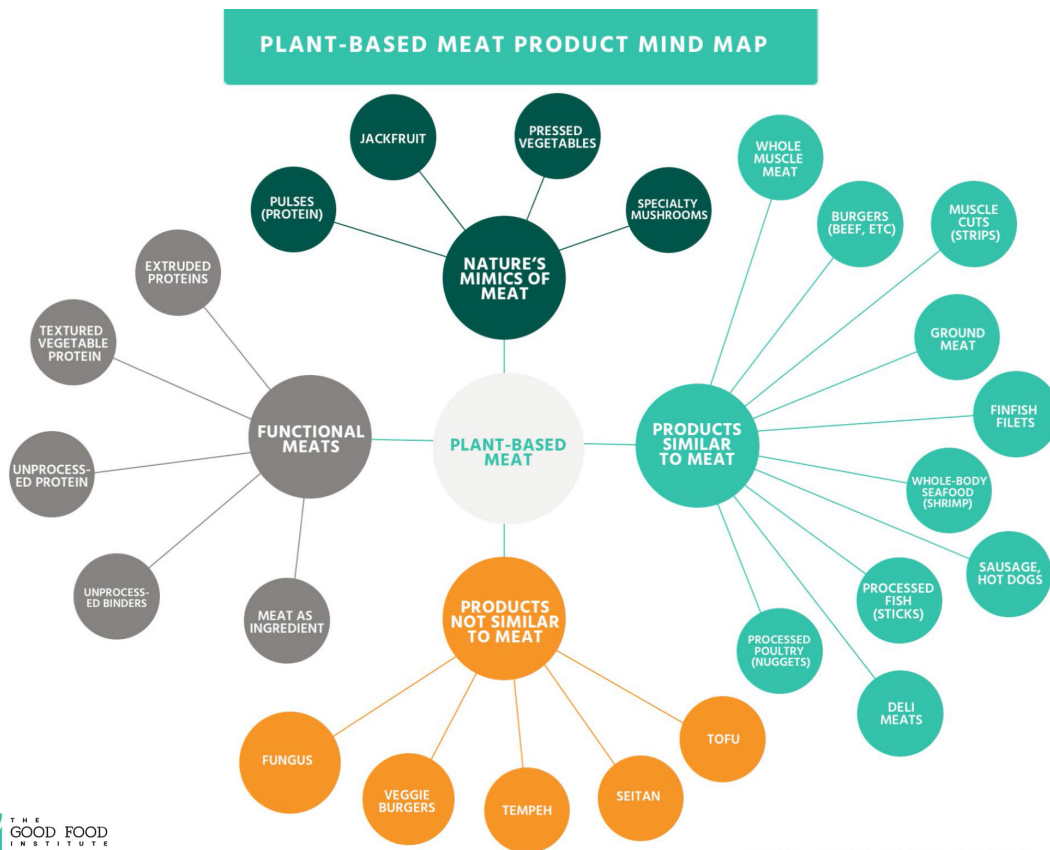 PLANT-BASED MEAT PRODUCT MIND MAP
JACKFRUIT
PRESSED
VEGETABLES
PULSES
(PROTEIN)
SPECIALTY
MUSHROOMS
NATURE'S
MIMICS OF
MEAT
WHOLE
MUSCLE
MEAT
BURGERS
(BEEF, ETC)
MUSCLE
CUTS
(STRIPS)
GROUND
MEAT
FINFISH
FILETS
WHOLE-BODY
SEAFOOD
(SHRIMP)
SAUSAGE,
HOT DOGS
PROCESSED
FISH
(STICKS)
PROCESSED
POULTRY
(NUGGETS)
DELI
MEATS
PRODUCTS
SIMILAR
TO MEAT
PLANT-BASED
MEAT
FUNCTIONAL
MEATS
EXTRUDED
PROTEINS
TEXTURED
VEGETABLE
PROTEIN
UNPROCESS-
ED PROTEIN
UNPROCESS-
ED BINDERS
MEAT AS
INGREDIENT
PRODUCTS
NOT SIMILAR
TO MEAT
FUNGUS
VEGGIE
BURGERS
TEMPEH
SEITAN
TOFU
THE
GOOD FOOD
INSTITUTE